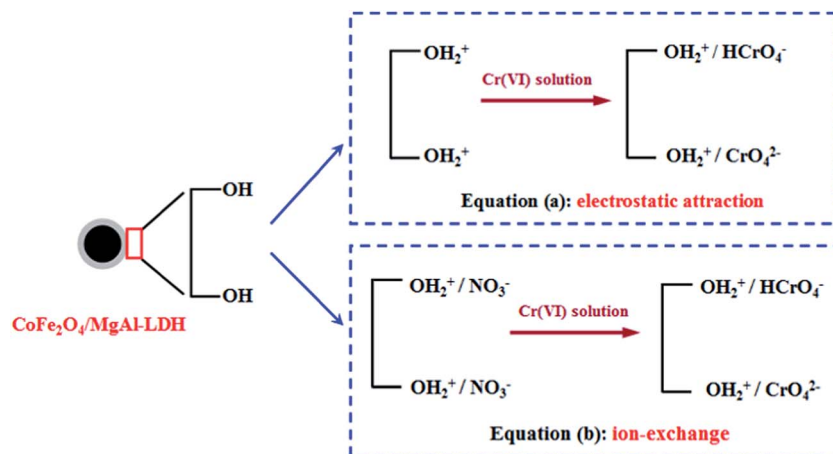 OH
OH
CoFe₂O₄/MgAl-LDH
OH₂⁺
Cr(VI) solution
OH₂⁺ / HCrO₄⁻
OH₂⁺
OH₂⁺ / CrO₄²⁻
Equation (a): electrostatic attraction
OH₂⁺ / NO₃⁻
Cr(VI) solution
OH₂⁺ / HCrO₄⁻
OH₂⁺ / NO₃⁻
OH₂⁺ / CrO₄²⁻
Equation (b): ion-exchange